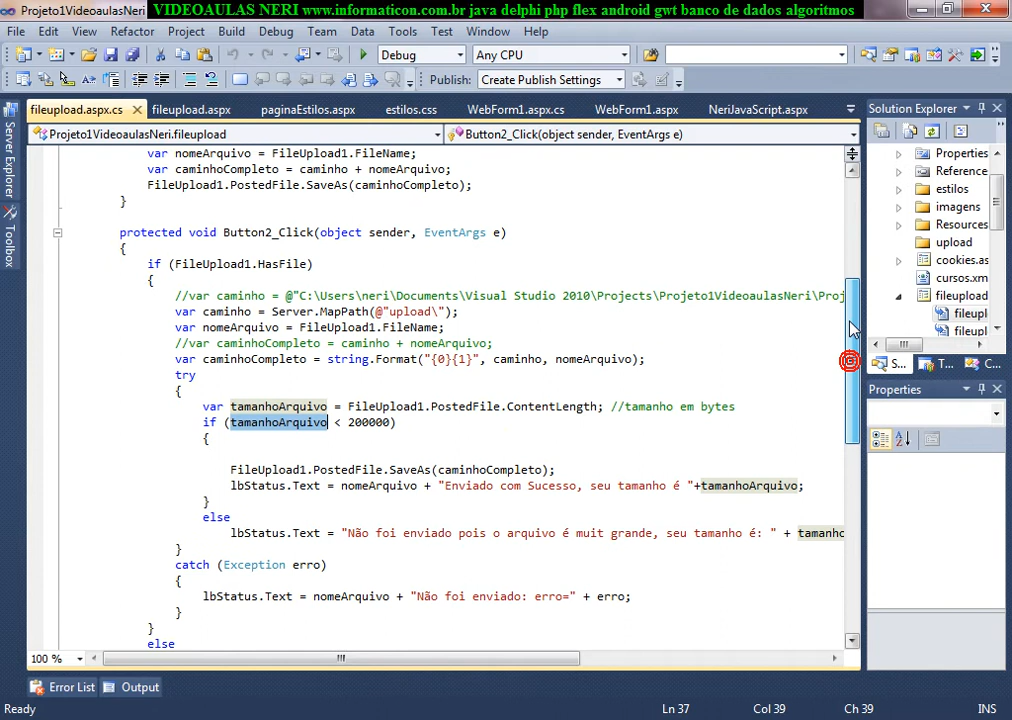 Projeto1VideoaulasNeri
VIDEOAULAS NERI www.informaticon.com.br java delphi php flex android gwt banco de dados algoritmos
File Edit View Refactor Project Build Debug Team Data Tools Test Window Help
Debug Any CPU
Publish: Create Publish Settings
fileupload.aspx.cs fileupload.aspx paginaEstilos.aspx estilos.css WebForm1.aspx.cs WebForm1.aspx NeriJavaScript.aspx
Solution Explorer
Projeto1VideoaulasNeri.fileupload Button2_Click(object sender, EventArgs e)
Server Explorer
Toolbox
var nomeArquivo = FileUpload1.FileName;
var caminhoCompleto = caminho + nomeArquivo;
FileUpload1.PostedFile.SaveAs(caminhoCompleto);
}
protected void Button2_Click(object sender, EventArgs e)
{
if (FileUpload1.HasFile)
{
//var caminho = @"C:\Users\neri\Documents\Visual Studio 2010\Projects\Projeto1VideoaulasNeri\Proj
var caminho = Server.MapPath(@"upload\");
var nomeArquivo = FileUpload1.FileName;
//var caminhoCompleto = caminho + nomeArquivo;
var caminhoCompleto = string.Format("{0}{1}", caminho, nomeArquivo);
try
{
var tamanhoArquivo = FileUpload1.PostedFile.ContentLength; //tamanho em bytes
if (tamanhoArquivo < 200000)
{
FileUpload1.PostedFile.SaveAs(caminhoCompleto);
lbStatus.Text = nomeArquivo + "Enviado com Sucesso, seu tamanho é "+tamanhoArquivo;
}
else
lbStatus.Text = "Não foi enviado pois o arquivo é muit grande, seu tamanho é: " + tamanho
}
catch (Exception erro)
{
lbStatus.Text = nomeArquivo + "Não foi enviado: erro=" + erro;
}
}
else
Properties
Reference
estilos
imagens
Resources
upload
cookies.as
cursos.xm
fileupload
fileupl
fileupl
S... T... C...
Properties
100 %
Error List Output
Ready Ln 37 Col 39 Ch 39 INS